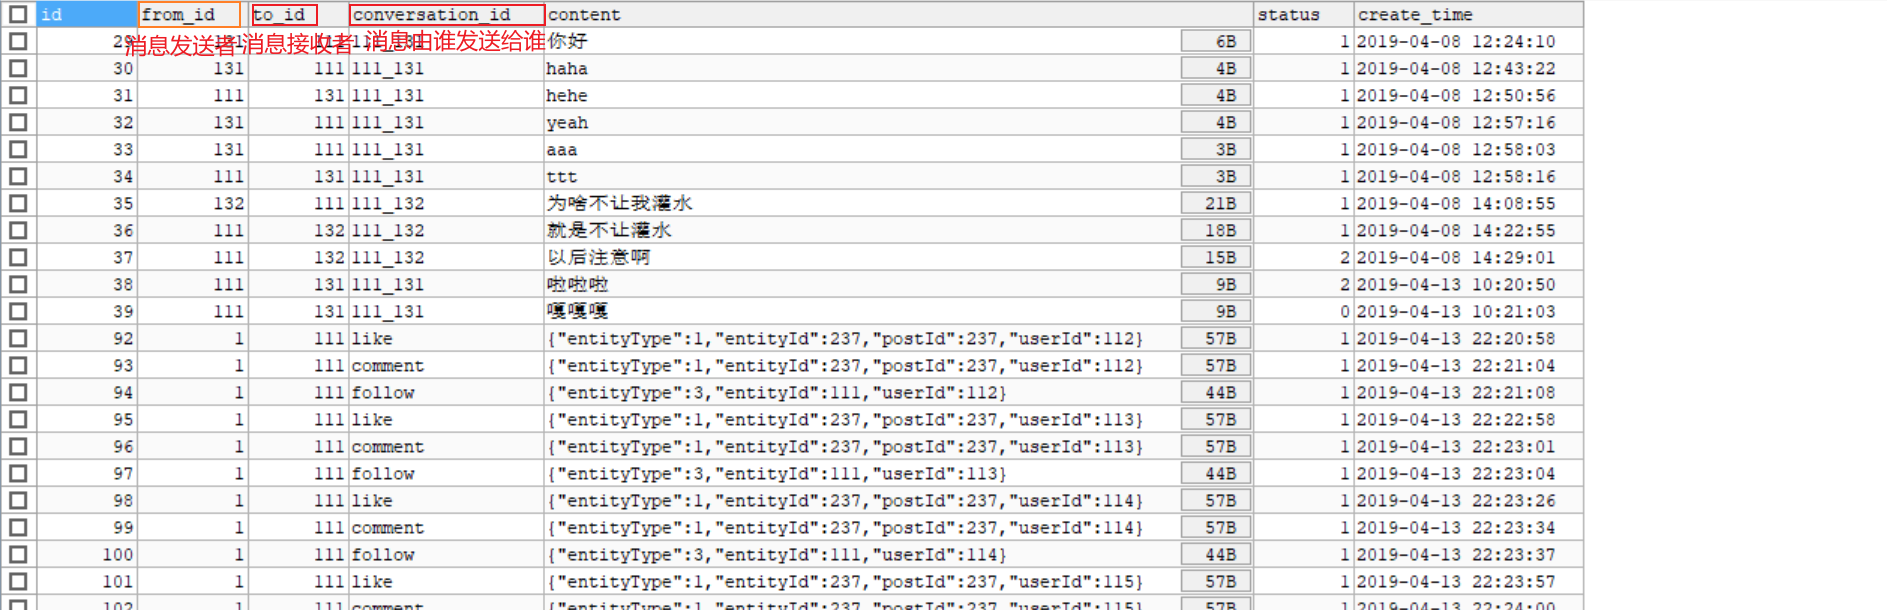 id from_id to_id conversation_id content status create_time
消息发送者 消息接收者 消息由谁发送给谁
29 131 111 111_131 你好 6B 1 2019-04-08 12:24:10
30 131 111 111_131 haha 4B 1 2019-04-08 12:43:22
31 111 131 111_131 hehe 4B 1 2019-04-08 12:50:56
32 131 111 111_131 yeah 4B 1 2019-04-08 12:57:16
33 131 111 111_131 aaa 3B 1 2019-04-08 12:58:03
34 111 131 111_131 ttt 3B 1 2019-04-08 12:58:16
35 132 111 111_132 为啥不让我灌水 21B 1 2019-04-08 14:08:55
36 111 132 111_132 就是不让灌水 18B 1 2019-04-08 14:22:55
37 111 132 111_132 以后注意啊 15B 2 2019-04-08 14:29:01
38 111 131 111_131 啦啦啦 9B 2 2019-04-13 10:20:50
39 111 131 111_131 嘎嘎嘎 9B 0 2019-04-13 10:21:03
92 1 111 like {"entityType":1,"entityId":237,"postId":237,"userId":112} 57B 1 2019-04-13 22:20:58
93 1 111 comment {"entityType":1,"entityId":237,"postId":237,"userId":112} 57B 1 2019-04-13 22:21:04
94 1 111 follow {"entityType":3,"entityId":111,"userId":112} 44B 1 2019-04-13 22:21:08
95 1 111 like {"entityType":1,"entityId":237,"postId":237,"userId":113} 57B 1 2019-04-13 22:22:58
96 1 111 comment {"entityType":1,"entityId":237,"postId":237,"userId":113} 57B 1 2019-04-13 22:23:01
97 1 111 follow {"entityType":3,"entityId":111,"userId":113} 44B 1 2019-04-13 22:23:04
98 1 111 like {"entityType":1,"entityId":237,"postId":237,"userId":114} 57B 1 2019-04-13 22:23:26
99 1 111 comment {"entityType":1,"entityId":237,"postId":237,"userId":114} 57B 1 2019-04-13 22:23:34
100 1 111 follow {"entityType":3,"entityId":111,"userId":114} 44B 1 2019-04-13 22:23:37
101 1 111 like {"entityType":1,"entityId":237,"postId":237,"userId":115} 57B 1 2019-04-13 22:23:57
102 1 111 comment {"entityType":1,"entityId":237,"postId":237,"userId":115} 57B 1 2019-04-13 22:24:00